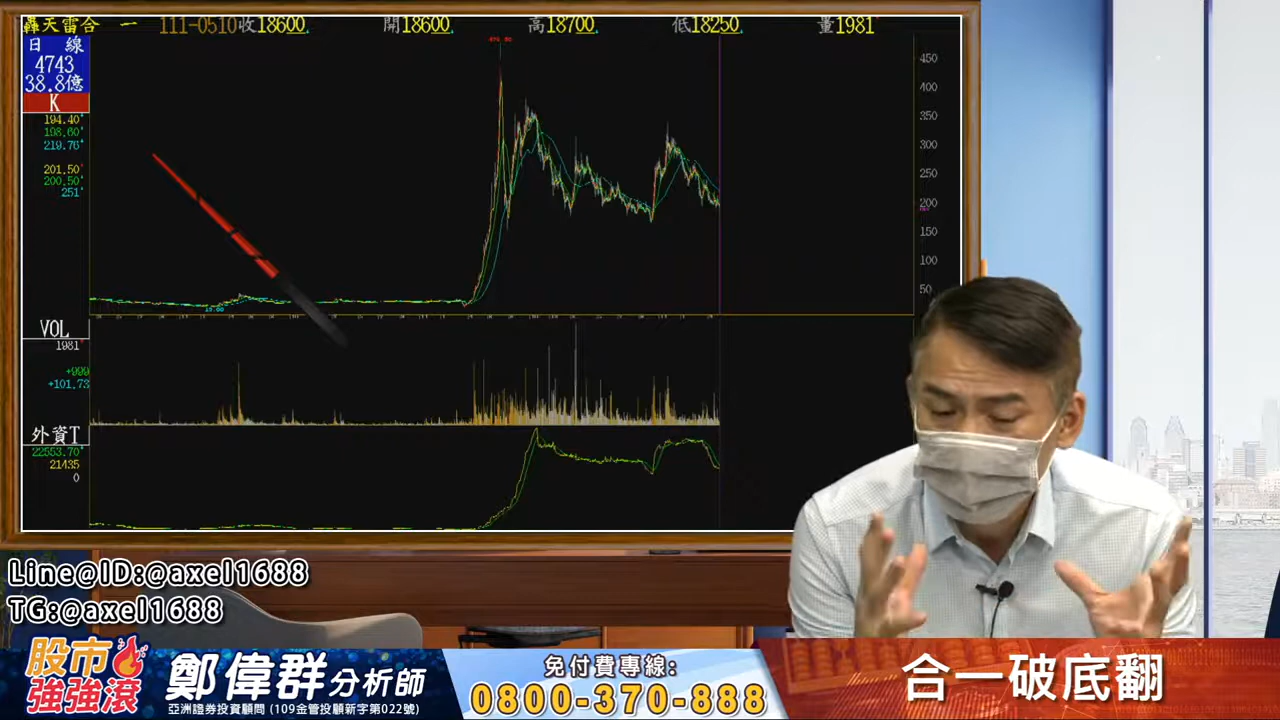 轟天雷合 一 111-0510收18600. 開18600. 高18700. 低18250. 量1981
日 線
4743
38.8億
K
194.40
198.60
219.76
201.50
200.50
251
450
400
350
300
250
200
150
100
50
VOL
1981
+999
+101.73
外資T
22553.70
21435
0
Line@ID:@axel1688
TG:@axel1688
股市
強強滾
鄭偉群分析師
亞洲證券投資顧問 (109金管投顧新字第022號)
免付費專線:
0800-370-888
合一破底翻